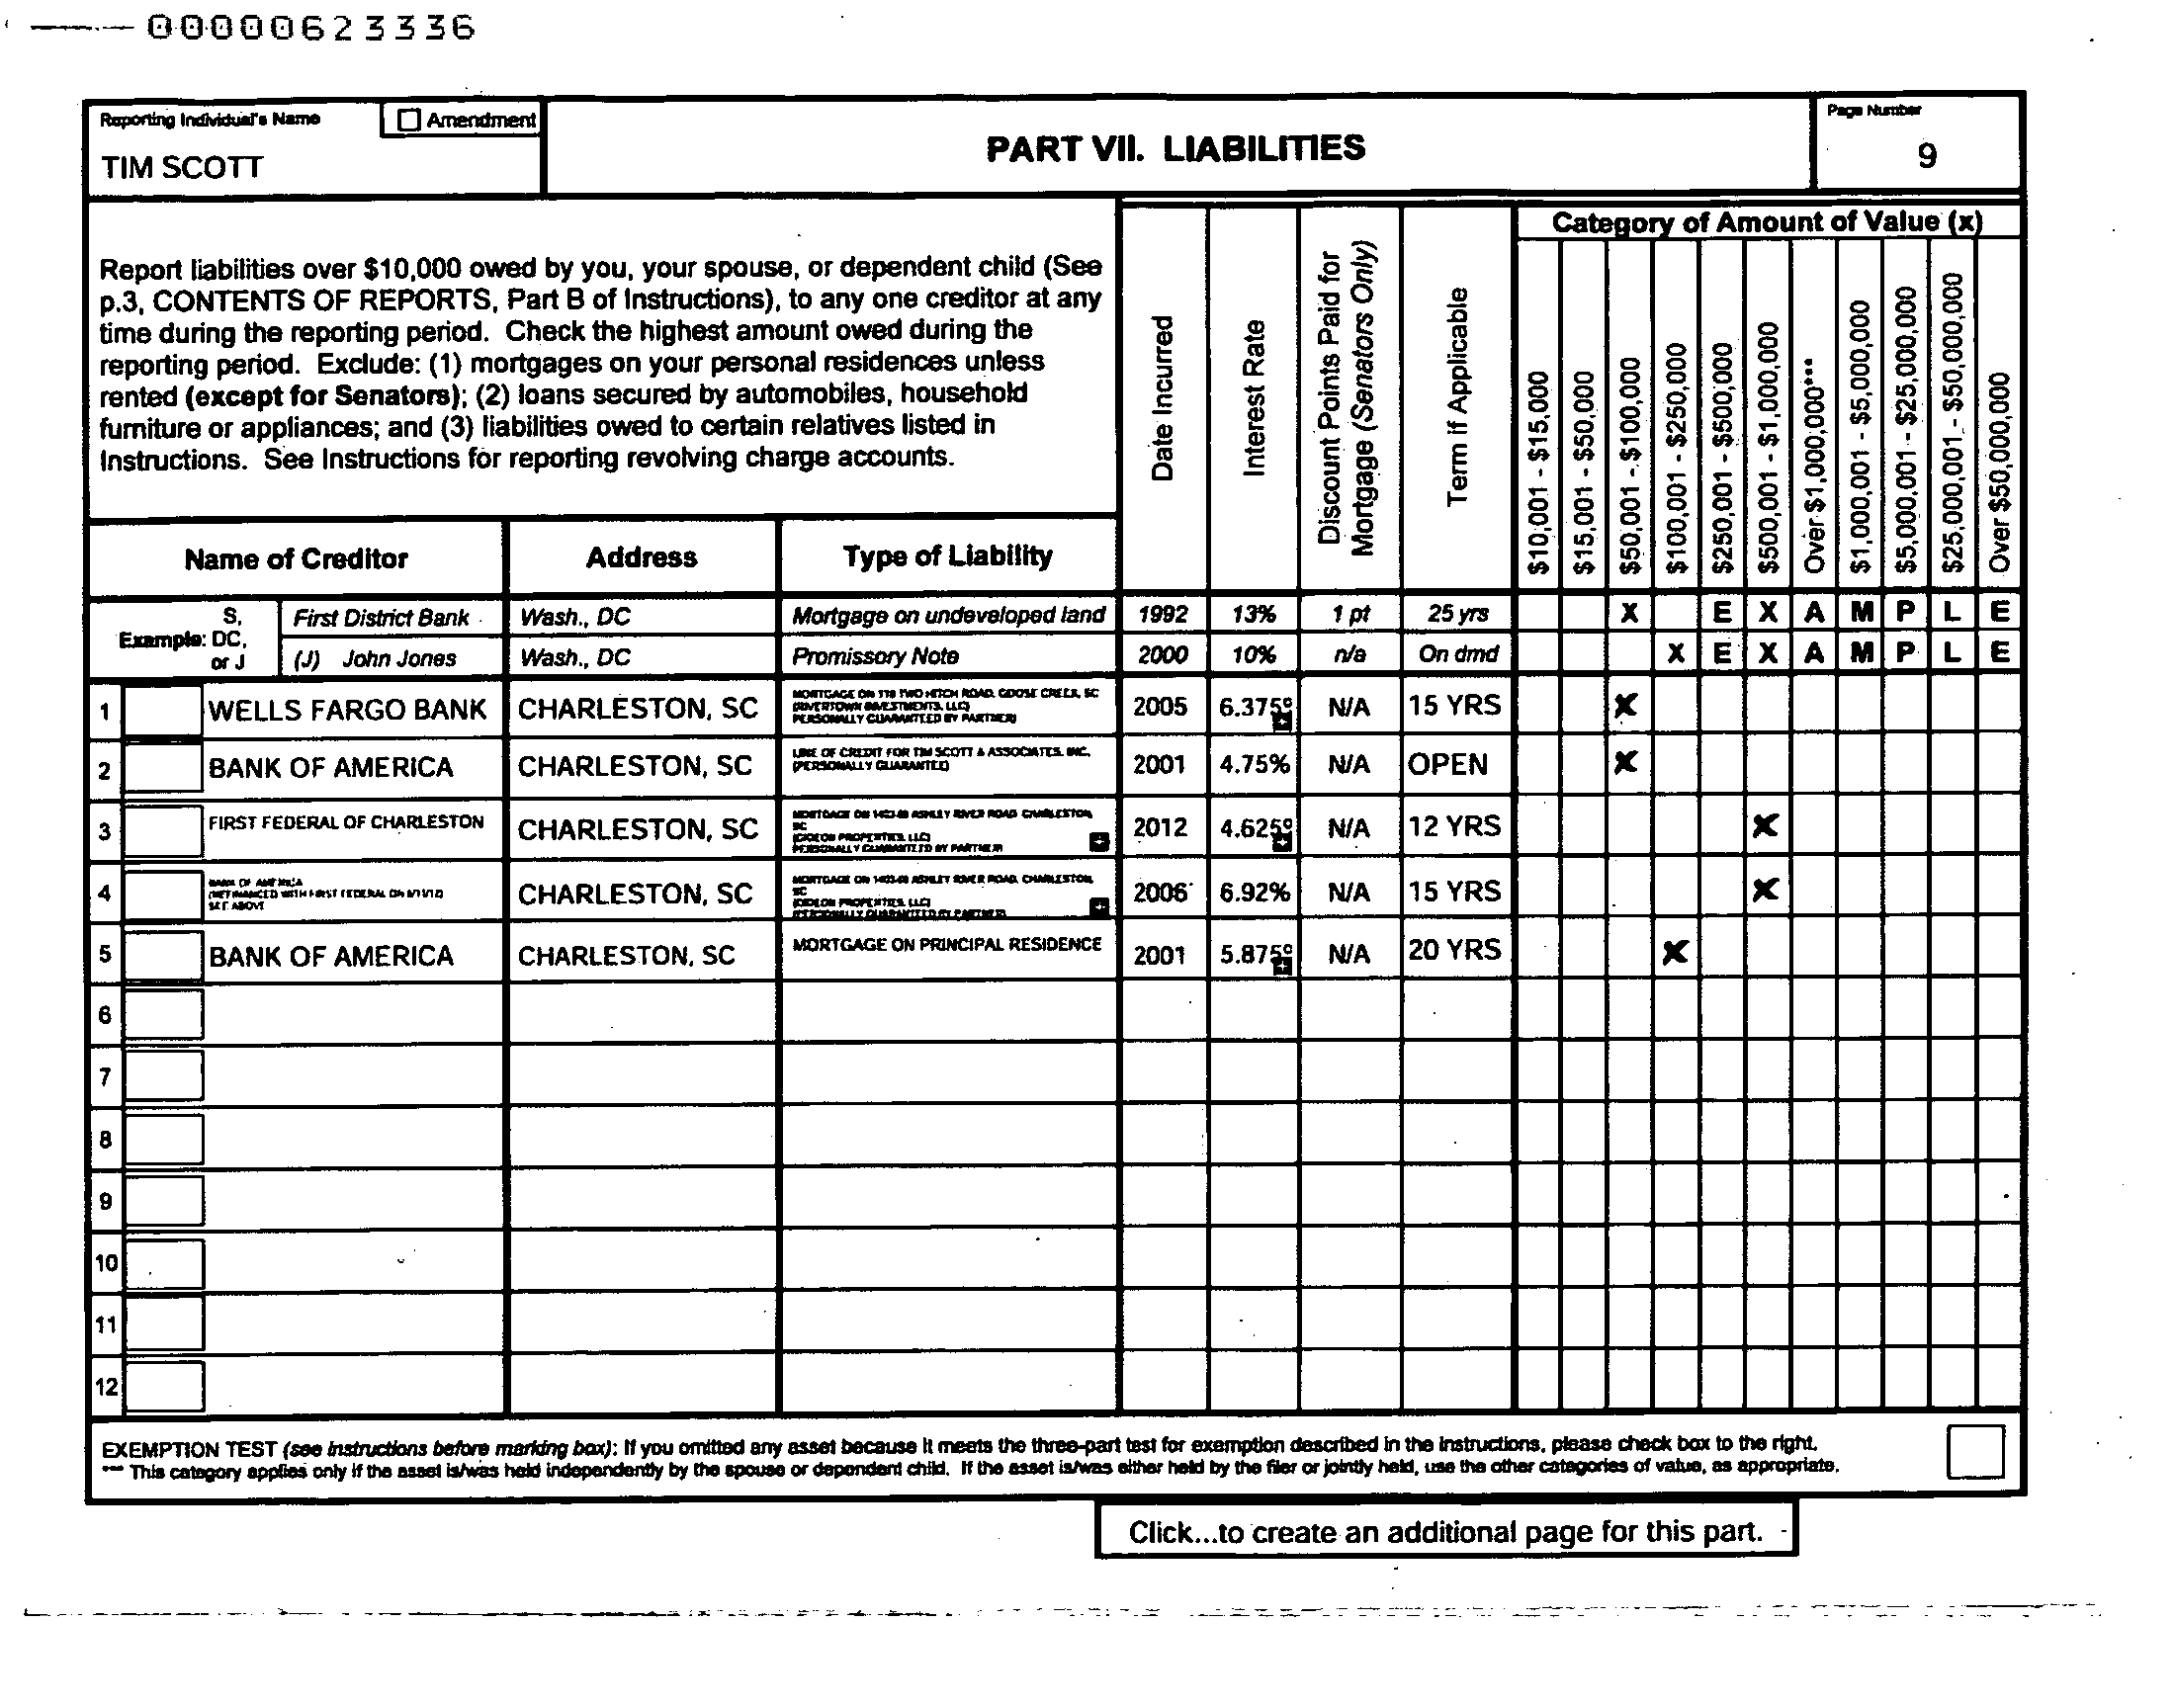 00000623336
Reporting Individual's Name
Amendment
TIM SCOTT
PART VII. LIABILITIES
Page Number
9
Report liabilities over $10,000 owed by you, your spouse, or dependent child (See
p.3, CONTENTS OF REPORTS, Part B of Instructions), to any one creditor at any
time during the reporting period. Check the highest amount owed during the
reporting period. Exclude: (1) mortgages on your personal residences unless
rented (except for Senators); (2) loans secured by automobiles, household
furniture or appliances; and (3) liabilities owed to certain relatives listed in
Instructions. See Instructions for reporting revolving charge accounts.
Name of Creditor
Address
Type of Liability
Date Incurred
Interest Rate
Discount Points Paid for
Mortgage (Senators Only)
Term if Applicable
Category of Amount of Value (x)
$10,001 - $15,000
$15,001 - $50,000
$50,001 - $100,000
$100,001 - $250,000
$250,001 - $500,000
$500,001 - $1,000,000
Over $1,000,000***
$1,000,001 - $5,000,000
$5,000,001 - $25,000,000
$25,000,001 - $50,000,000
Over $50,000,000
Example:
S,
DC,
or J
First District Bank Wash., DC Mortgage on undeveloped land 1992 13% 1 pt 25 yrs X E X A M P L E
(J) John Jones Wash., DC Promissory Note 2000 10% n/a On dmd X E X A M P L E
1 WELLS FARGO BANK CHARLESTON, SC
MORTGAGE ON 118 TWO HITCH ROAD, GOOSE CREEK, SC
(RIVERTOWN INVESTMENTS, LLC)
PERSONALLY GUARANTEED BY PARTNER)
2005 6.375 N/A 15 YRS X
2 BANK OF AMERICA CHARLESTON, SC
LINE OF CREDIT FOR TIM SCOTT & ASSOCIATES, INC.
(PERSONALLY GUARANTEED)
2001 4.75% N/A OPEN X
3 FIRST FEDERAL OF CHARLESTON CHARLESTON, SC
MORTGAGE ON ASHLEY RIVER ROAD, CHARLESTON,
SC
(GIDEON PROPERTIES, LLC)
PERSONALLY GUARANTEED BY PARTNER
2012 4.625 N/A 12 YRS X
4 BANK OF AMERICA
(REFINANCED WITH FIRST FEDERAL ON
SEE ABOVE
CHARLESTON, SC
MORTGAGE ON ASHLEY RIVER ROAD, CHARLESTON,
SC
(GIDEON PROPERTIES, LLC)
(PERSONALLY GUARANTEED BY PARTNER)
2006 6.92% N/A 15 YRS X
5 BANK OF AMERICA CHARLESTON, SC MORTGAGE ON PRINCIPAL RESIDENCE 2001 5.875 N/A 20 YRS X
6
7
8
9
10
11
12
EXEMPTION TEST (see instructions before marking box): If you omitted any asset because it meets the three-part test for exemption described in the instructions, please check box to the right.
*** This category applies only if the asset is/was held independently by the spouse or dependent child. If the asset is/was either held by the filer or jointly held, use the other categories of value, as appropriate.
Click...to create an additional page for this part.